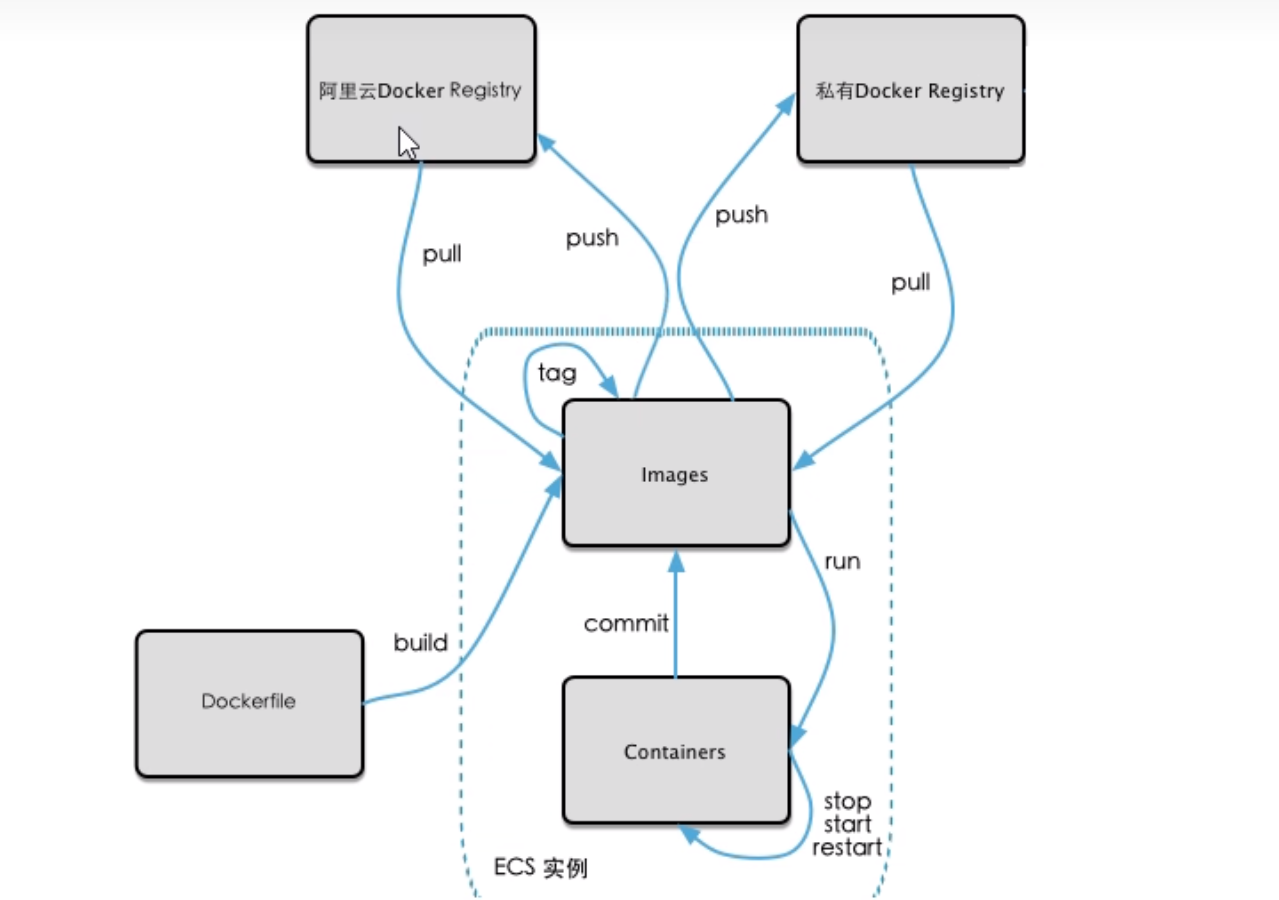 阿里云Docker Registry
私有Docker Registry
push
push
pull
pull
tag
Images
run
commit
build
Dockerfile
Containers
stop
start
restart
ECS 实例